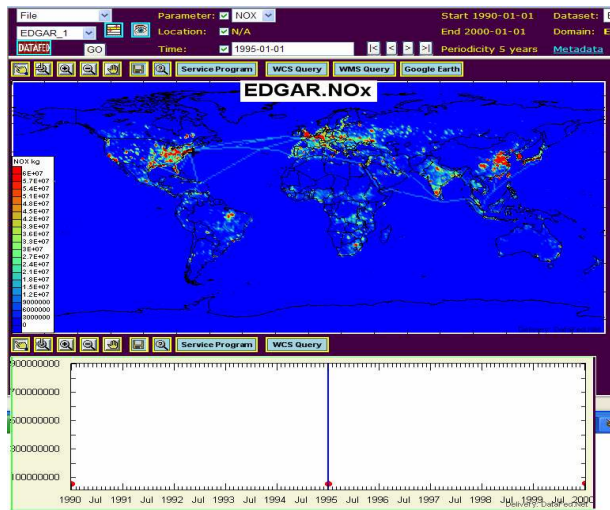 File Parameter: NOX Start 1990-01-01 Dataset:
EDGAR_1 Location: N/A End 2000-01-01 Domain:
DATAFED GO Time: 1995-01-01 |< < > >| Periodicity 5 years Metadata
Service Program WCS Query WMS Query Google Earth
EDGAR.NOx
NOX kg
6E+07
5.7E+07
5.4E+07
5.1E+07
4.8E+07
4.5E+07
4.2E+07
3.9E+07
3.6E+07
3.3E+07
3E+07
2.7E+07
2.4E+07
2.1E+07
1.8E+07
1.5E+07
1.2E+07
9000000
6000000
3000000
0
Delivery: DataFed.Net
Service Program WCS Query
900000000
700000000
500000000
300000000
100000000
1990 Jul 1991 Jul 1992 Jul 1993 Jul 1994 Jul 1995 Jul 1996 Jul 1997 Jul 1998 Jul 1999 Jul 2000
Delivery: DataFed.Net